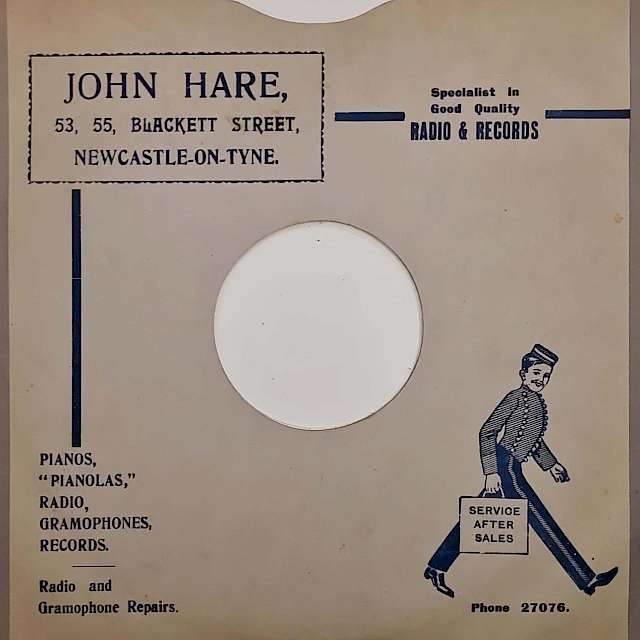 JOHN HARE,
53, 55, BLACKETT STREET,
NEWCASTLE-ON-TYNE.
Specialist in
Good Quality
RADIO & RECORDS
PIANOS,
"PIANOLAS,"
RADIO,
GRAMOPHONES,
RECORDS.
Radio and
Gramophone Repairs.
SERVICE
AFTER
SALES
Phone 27076.